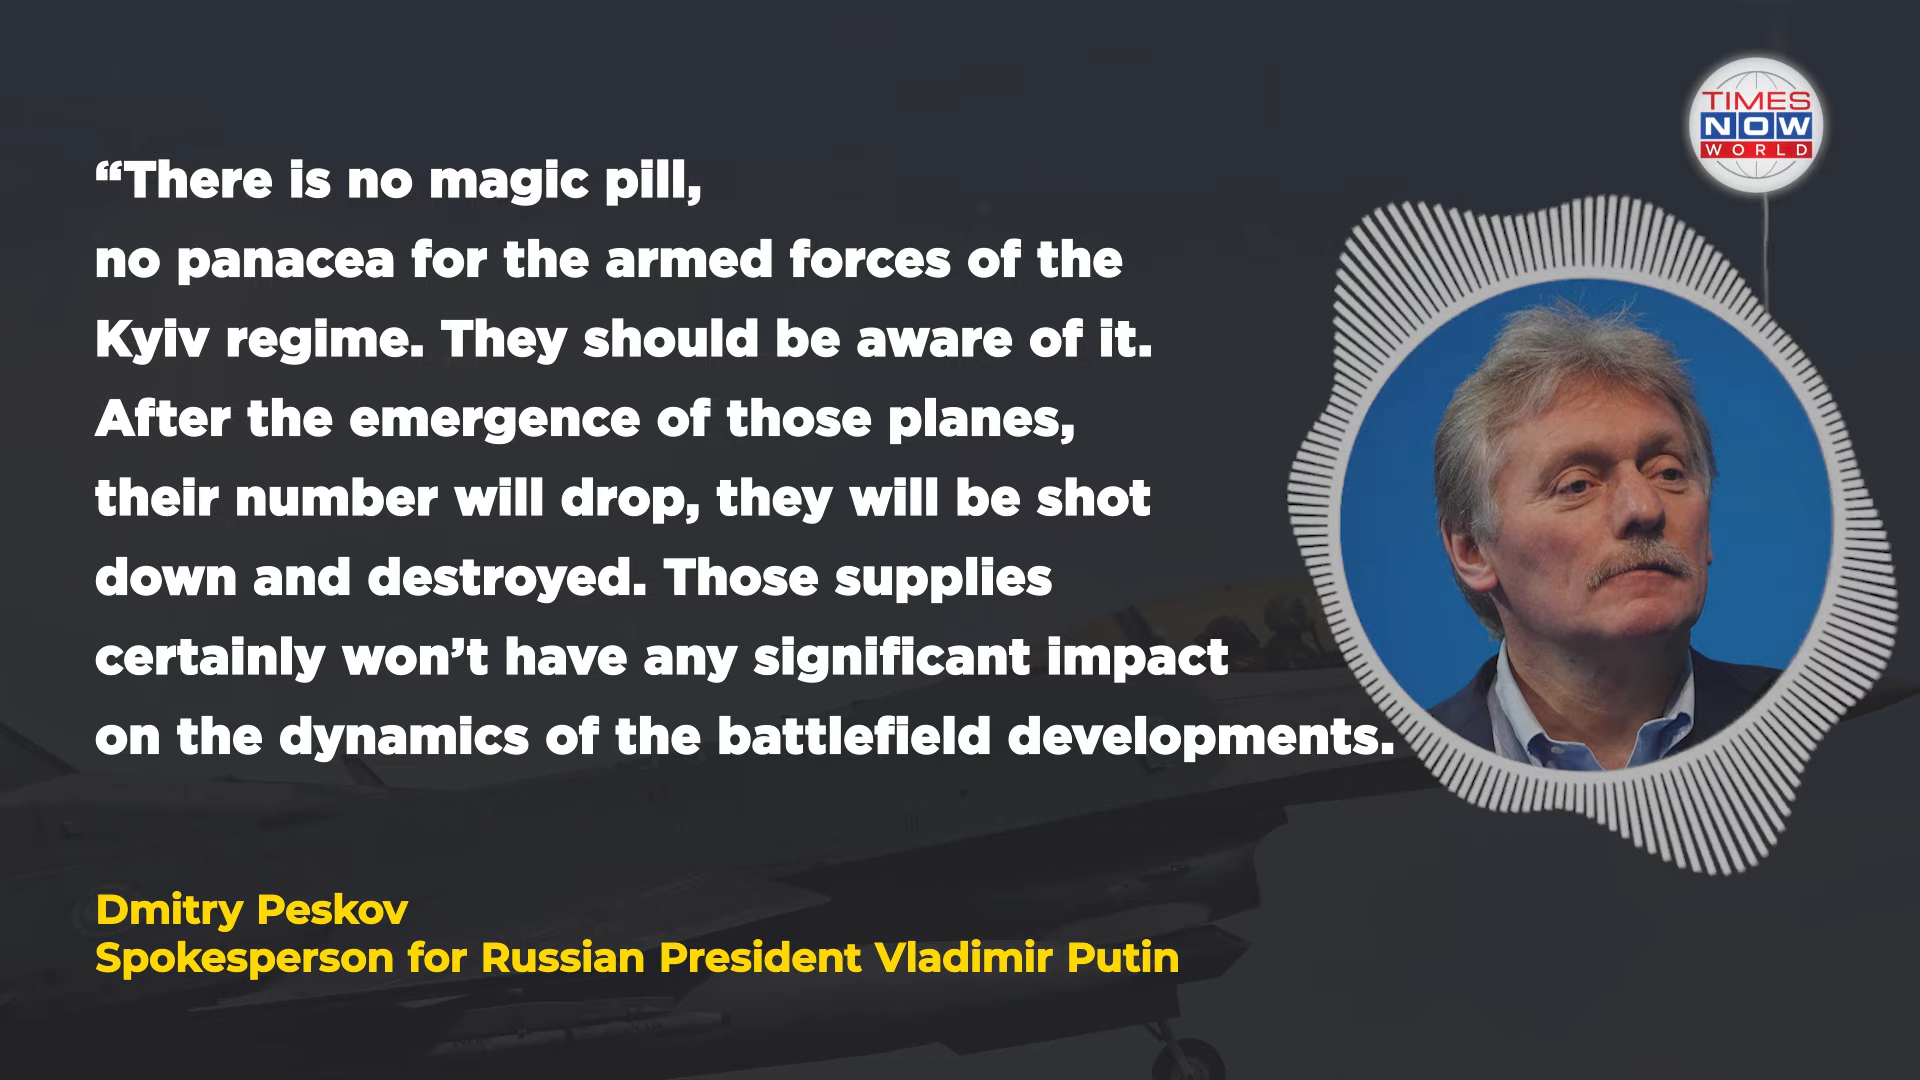 TIMES
NOW
WORLD
“There is no magic pill,
no panacea for the armed forces of the
Kyiv regime. They should be aware of it.
After the emergence of those planes,
their number will drop, they will be shot
down and destroyed. Those supplies
certainly won’t have any significant impact
on the dynamics of the battlefield developments.
Dmitry Peskov
Spokesperson for Russian President Vladimir Putin